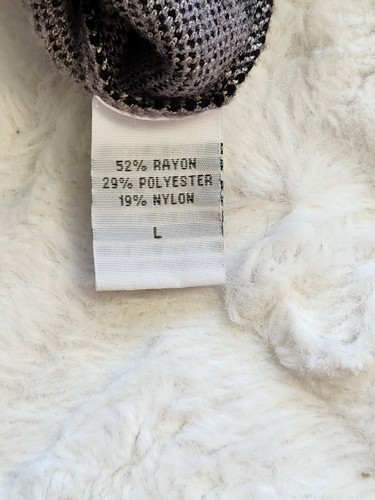 52% RAYON
29% POLYESTER
19% NYLON
L